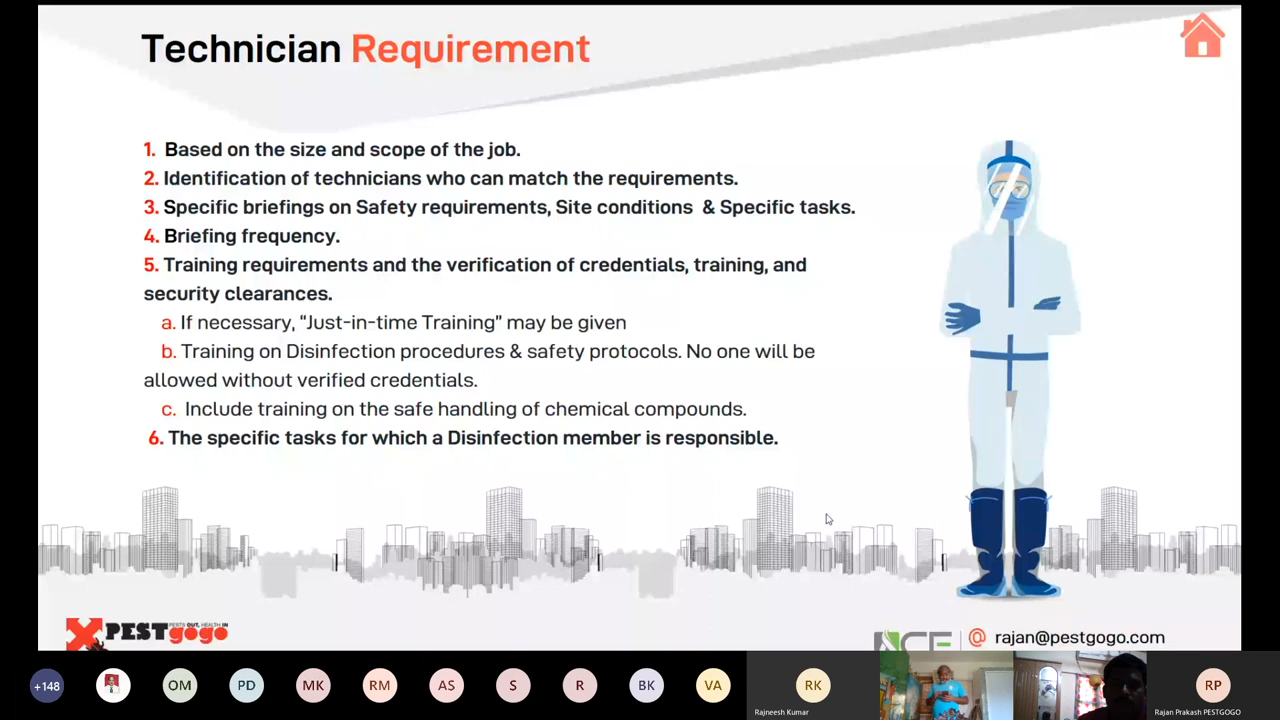 Technician Requirement
1. Based on the size and scope of the job.
2. Identification of technicians who can match the requirements.
3. Specific briefings on Safety requirements, Site conditions & Specific tasks.
4. Briefing frequency.
5. Training requirements and the verification of credentials, training, and
security clearances.
a. If necessary, “Just-in-time Training” may be given
b. Training on Disinfection procedures & safety protocols. No one will be
allowed without verified credentials.
c. Include training on the safe handling of chemical compounds.
6. The specific tasks for which a Disinfection member is responsible.
PESTS OUT, HEALTH IN
PESTgogo
@ rajan@pestgogo.com
+148 OM PD MK RM AS S R BK VA RK RP
Rajneesh Kumar Rajan Prakash PESTGOGO